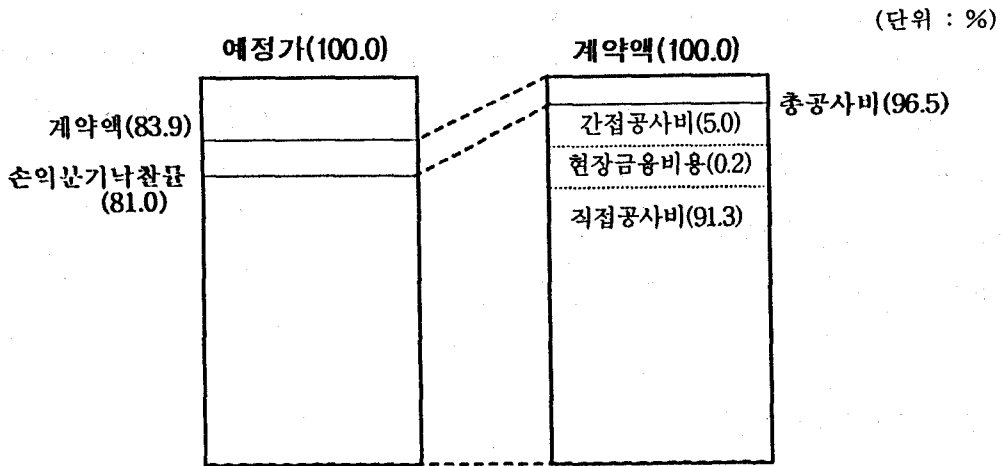 (단위 : %)
예정가(100.0)
계약액(100.0)
계약액(83.9)
손익분기낙찰률
(81.0)
총공사비(96.5)
간접공사비(5.0)
현장금융비용(0.2)
직접공사비(91.3)